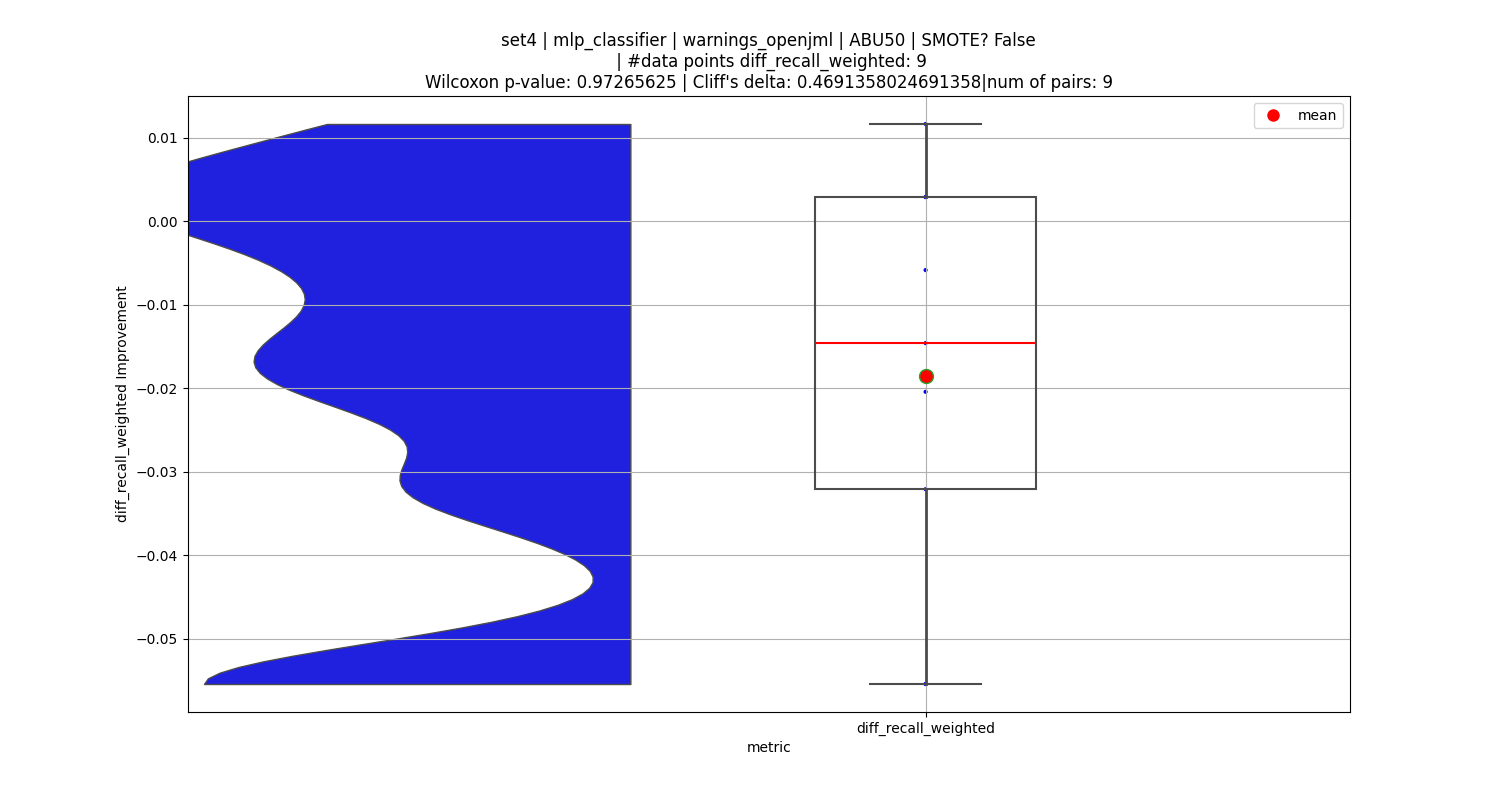 set4 | mlp_classifier | warnings_openjml | ABU50 | SMOTE? False
| #data points diff_recall_weighted: 9
Wilcoxon p-value: 0.97265625 | Cliff's delta: 0.4691358024691358|num of pairs: 9
mean
0.01
0.00
−0.01
−0.02
−0.03
−0.04
−0.05
diff_recall_weighted Improvement
diff_recall_weighted
metric